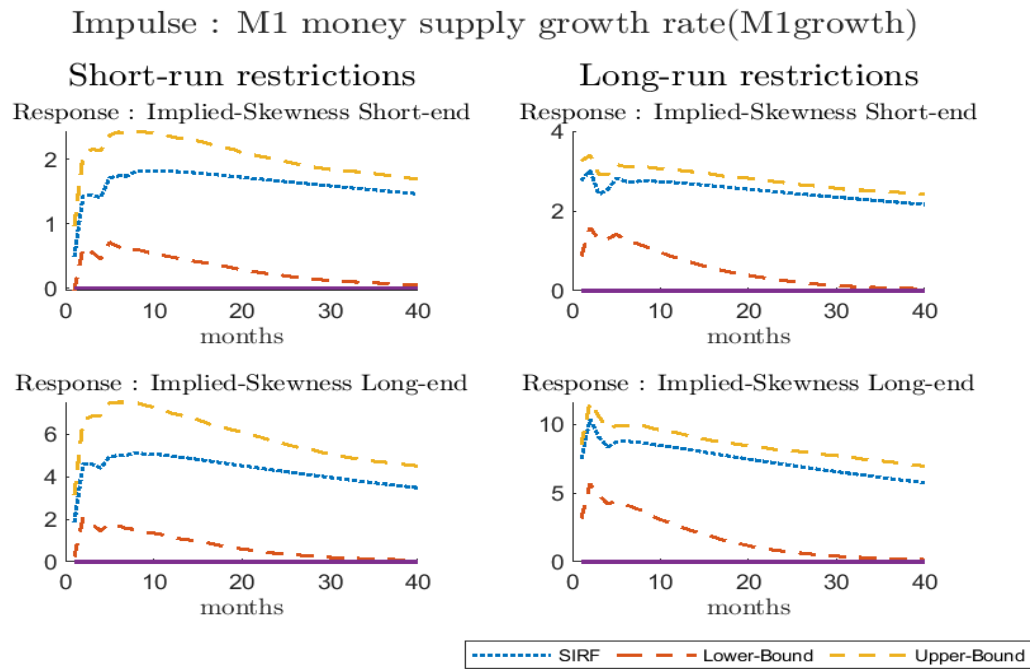 Impulse : M1 money supply growth rate(M1growth)
Short-run restrictions
Long-run restrictions
Response : Implied-Skewness Short-end
Response : Implied-Skewness Short-end
2
1
0
0 10 20 30 40
months
4
2
0
0 10 20 30 40
months
Response : Implied-Skewness Long-end
Response : Implied-Skewness Long-end
6
4
2
0
0 10 20 30 40
months
10
5
0
0 10 20 30 40
months
SIRF Lower-Bound Upper-Bound